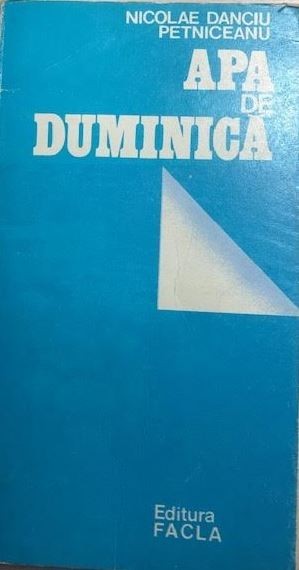 NICOLAE DANCIU
PETNICEANU
APA
DE
DUMINICA
Editura
FACLA